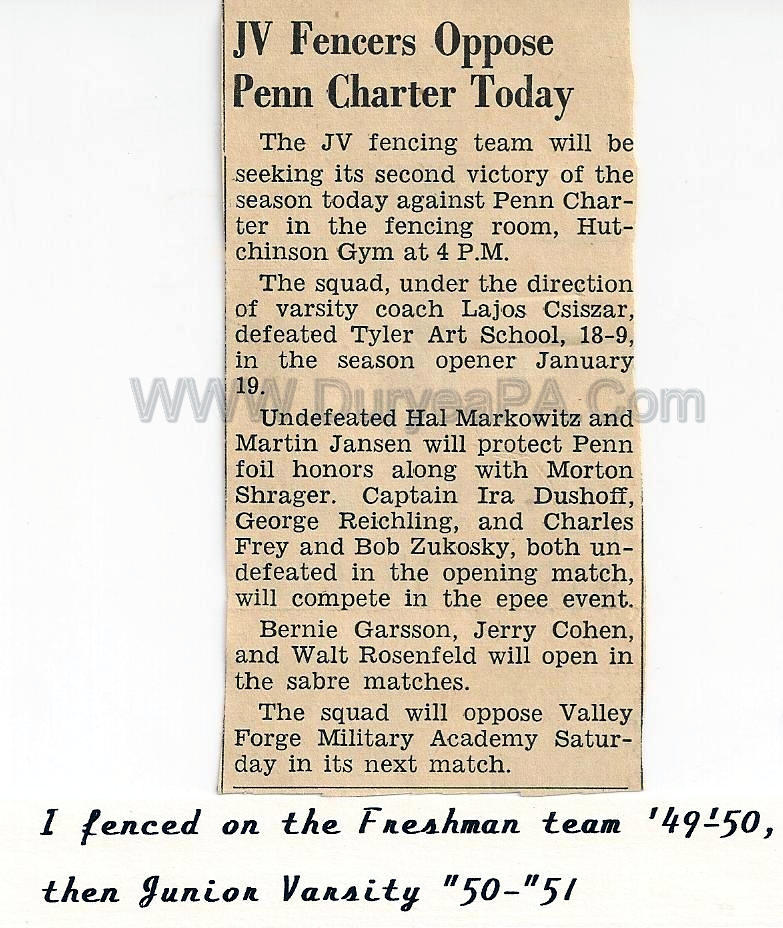 JV Fencers Oppose
Penn Charter Today
The JV fencing team will be
seeking its second victory of the
season today against Penn Char-
ter in the fencing room, Hut-
chinson Gym at 4 P.M.
The squad, under the direction
of varsity coach Lajos Csiszar,
defeated Tyler Art School, 18-9,
in the season opener January
19.
WWW.DuryeaPA.Com
Undefeated Hal Markowitz and
Martin Jansen will protect Penn
foil honors along with Morton
Shrager. Captain Ira Dushoff,
George Reichling, and Charles
Frey and Bob Zukosky, both un-
defeated in the opening match,
will compete in the epee event.
Bernie Garsson, Jerry Cohen,
and Walt Rosenfeld will open in
the sabre matches.
The squad will oppose Valley
Forge Military Academy Satur-
day in its next match.
I fenced on the Freshman team '49-'50,
then Junior Varsity "50-"51